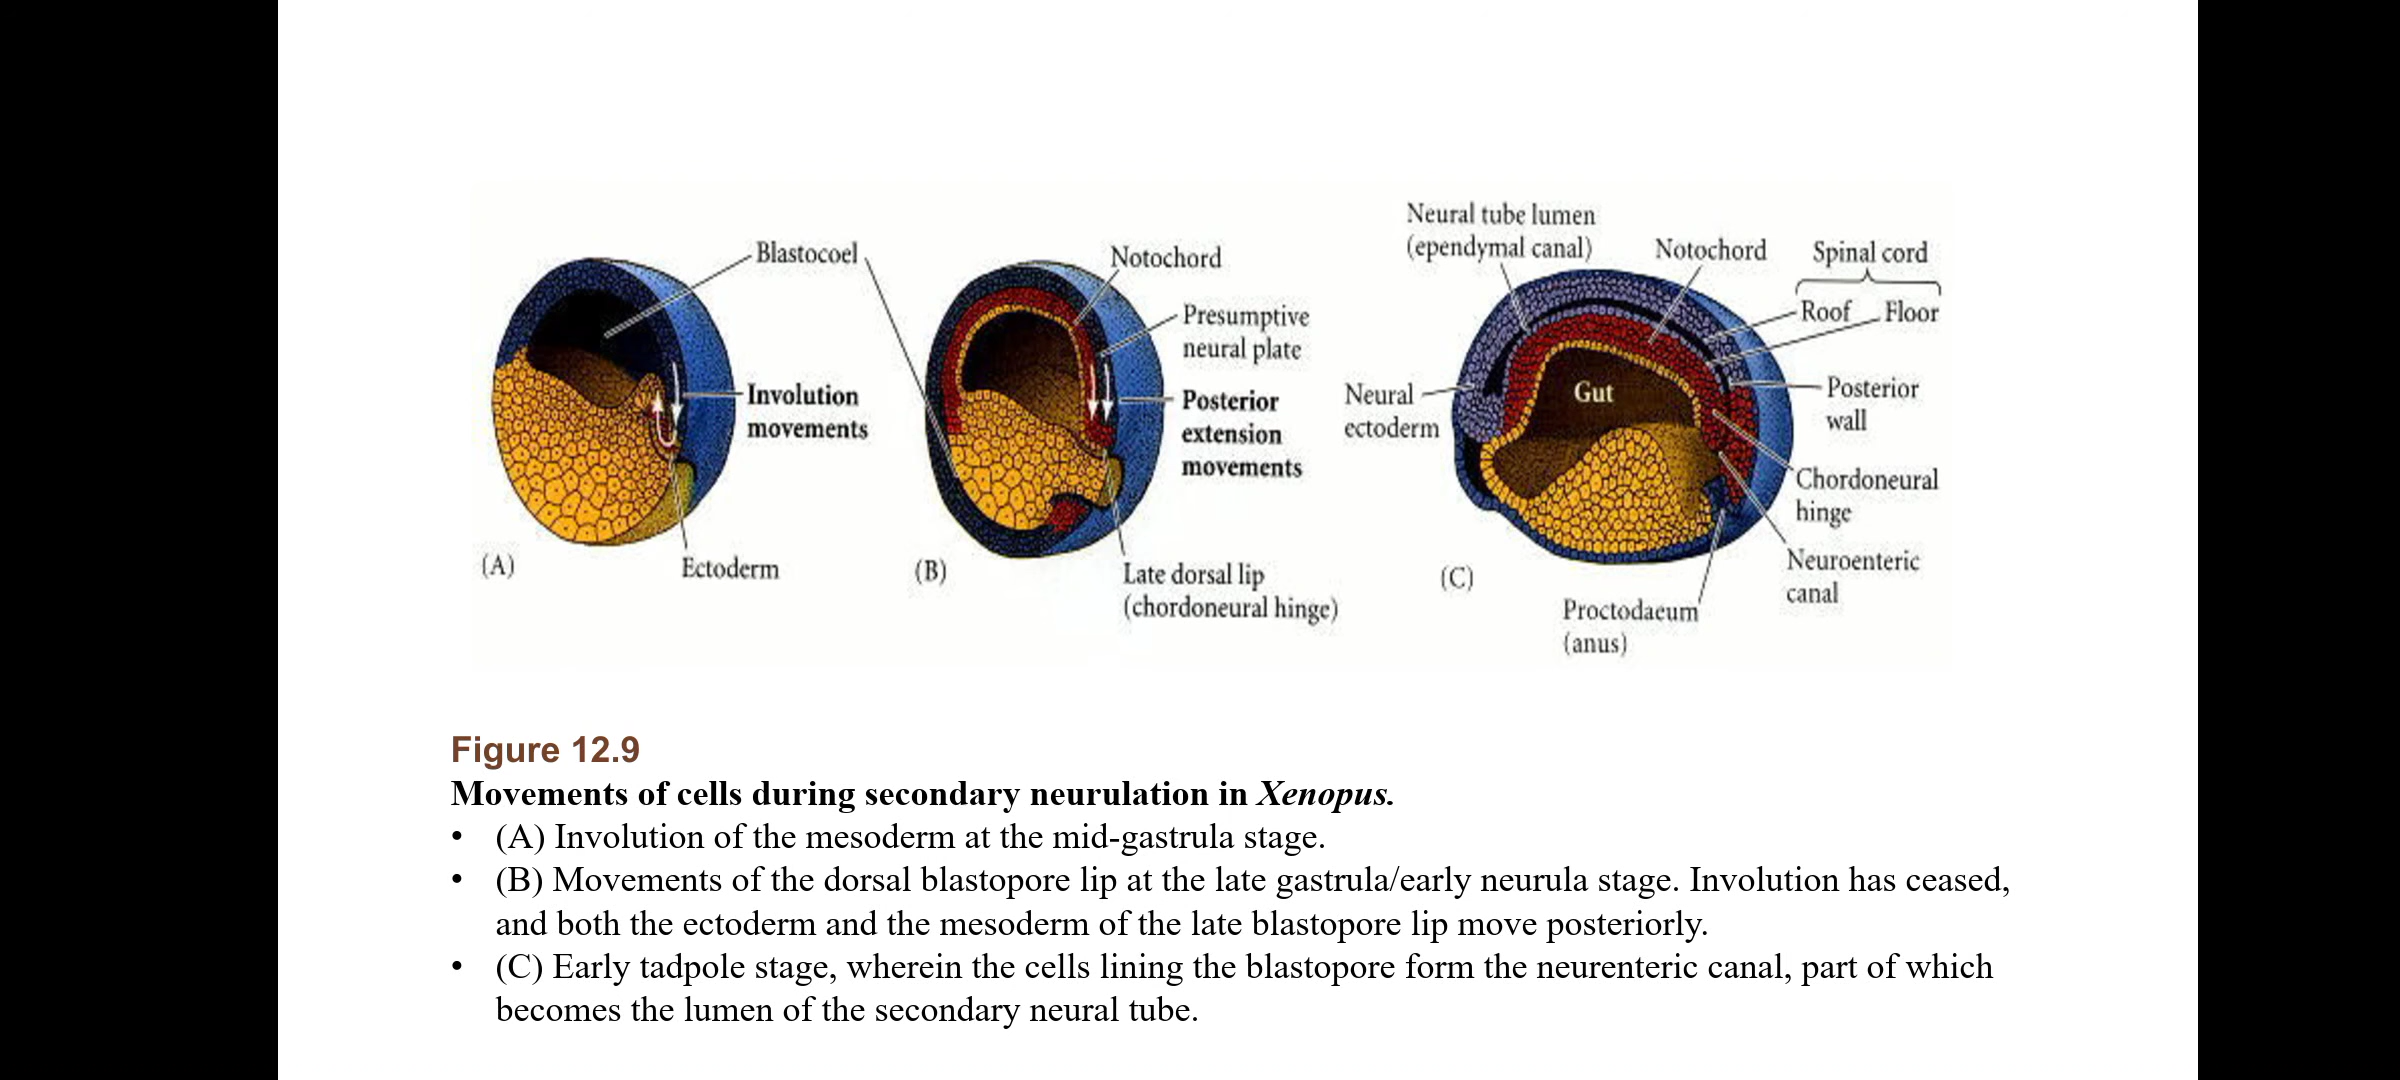 Blastocoel
Involution
movements
(A)
Ectoderm
Notochord
Presumptive
neural plate
Posterior
extension
movements
(B)
Late dorsal lip
(chordoneural hinge)
Neural tube lumen
(ependymal canal)
Notochord
Spinal cord
Roof
Floor
Neural
ectoderm
Gut
Posterior
wall
Chordoneural
hinge
Neuroenteric
canal
(C)
Proctodaeum
(anus)
Figure 12.9
Movements of cells during secondary neurulation in Xenopus.
• (A) Involution of the mesoderm at the mid-gastrula stage.
• (B) Movements of the dorsal blastopore lip at the late gastrula/early neurula stage. Involution has ceased,
and both the ectoderm and the mesoderm of the late blastopore lip move posteriorly.
• (C) Early tadpole stage, wherein the cells lining the blastopore form the neurenteric canal, part of which
becomes the lumen of the secondary neural tube.